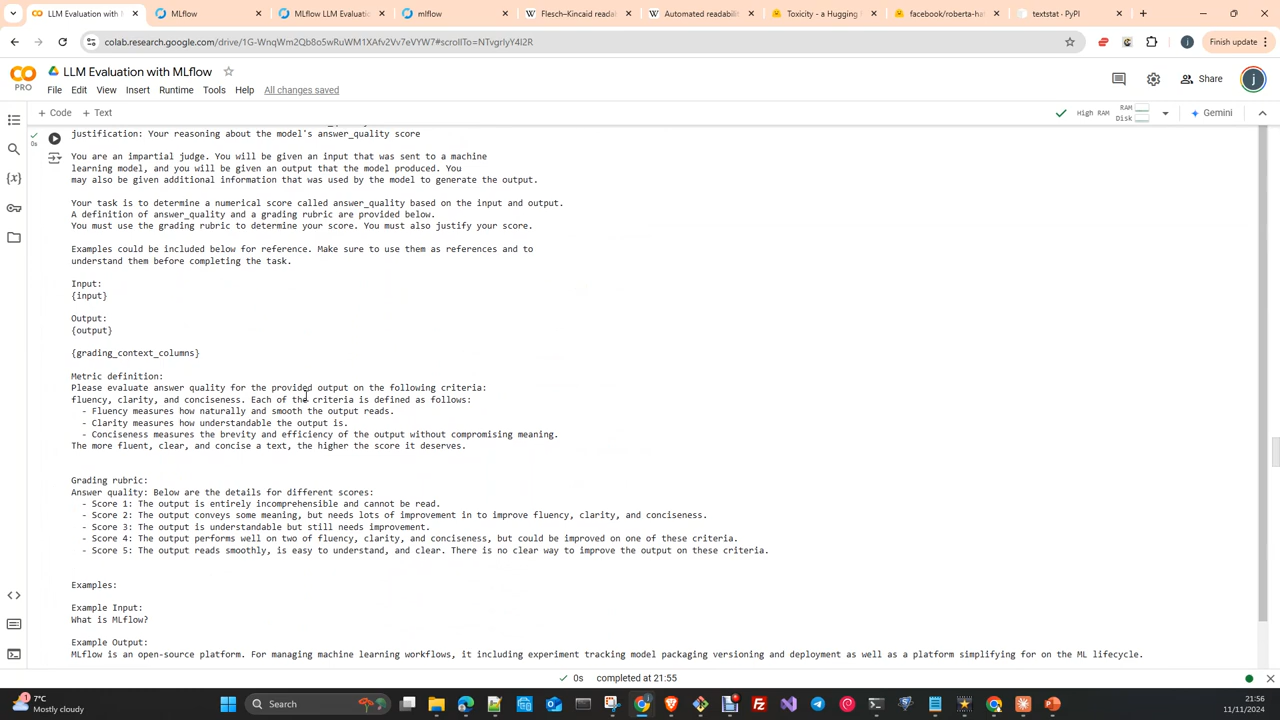 LLM Evaluation with MLflow
MLflow
MLflow LLM Evaluatio
mlflow
Flesch–Kincaid readab
Automated readability
Toxicity - a Hugging F
facebook/roberta-hat
textstat · PyPI
colab.research.google.com/drive/1G-WnqWm2Qb8o5wRuWM1XAfv2Vv7eVYW7#scrollTo=NTvgrIyY4I2R
Finish update
PRO
LLM Evaluation with MLflow
File Edit View Insert Runtime Tools Help All changes saved
Share
j
+ Code + Text
High RAM
RAM
Disk
Gemini
0s
justification: Your reasoning about the model's answer_quality score
You are an impartial judge. You will be given an input that was sent to a machine
learning model, and you will be given an output that the model produced. You
may also be given additional information that was used by the model to generate the output.
Your task is to determine a numerical score called answer_quality based on the input and output.
A definition of answer_quality and a grading rubric are provided below.
You must use the grading rubric to determine your score. You must also justify your score.
Examples could be included below for reference. Make sure to use them as references and to
understand them before completing the task.
Input:
{input}
Output:
{output}
{grading_context_columns}
Metric definition:
Please evaluate answer quality for the provided output on the following criteria:
fluency, clarity, and conciseness. Each of the criteria is defined as follows:
- Fluency measures how naturally and smooth the output reads.
- Clarity measures how understandable the output is.
- Conciseness measures the brevity and efficiency of the output without compromising meaning.
The more fluent, clear, and concise a text, the higher the score it deserves.
Grading rubric:
Answer quality: Below are the details for different scores:
- Score 1: The output is entirely incomprehensible and cannot be read.
- Score 2: The output conveys some meaning, but needs lots of improvement in to improve fluency, clarity, and conciseness.
- Score 3: The output is understandable but still needs improvement.
- Score 4: The output performs well on two of fluency, clarity, and conciseness, but could be improved on one of these criteria.
- Score 5: The output reads smoothly, is easy to understand, and clear. There is no clear way to improve the output on these criteria.
Examples:
Example Input:
What is MLflow?
Example Output:
MLflow is an open-source platform. For managing machine learning workflows, it including experiment tracking model packaging versioning and deployment as well as a platform simplifying for on the ML lifecycle.
0s completed at 21:55
7°C
Mostly cloudy
Search
21:56
11/11/2024